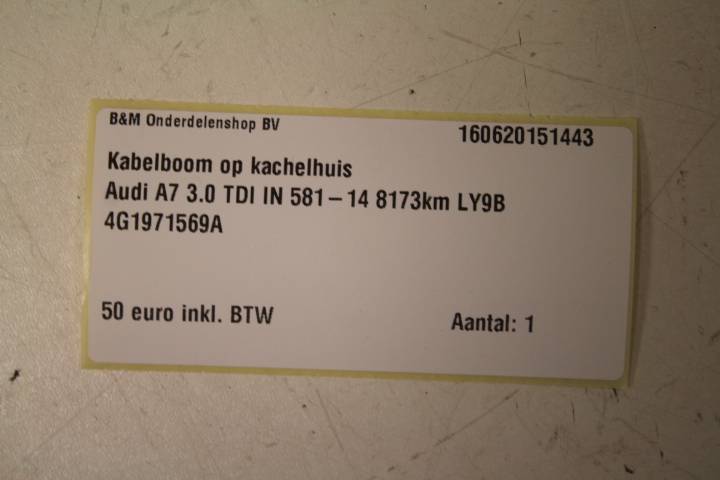 B&M Onderdelenshop BV 160620151443
Kabelboom op kachelhuis
Audi A7 3.0 TDI IN 581-14 8173km LY9B
4G1971569A
50 euro inkl. BTW Aantal: 1